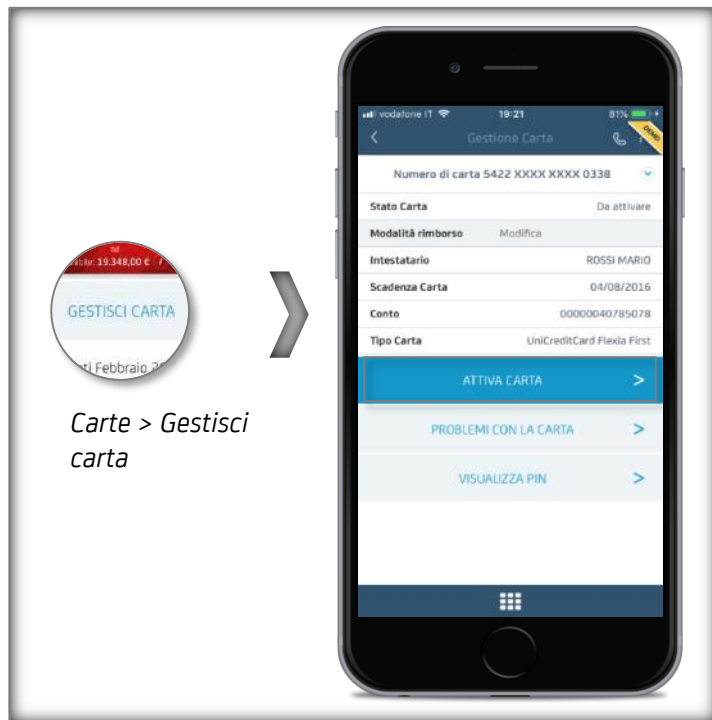 vodafone IT 19:21 81%
Gestione Carta
DEMO
Numero di carta 5422 XXXX XXXX 0338
Stato Carta Da attivare
Modalità rimborso Modifica
Intestatario ROSSI MARIO
Scadenza Carta 04/08/2016
Conto 00000040785078
Tipo Carta UniCreditCard Flexia First
ATTIVA CARTA >
PROBLEMI CON LA CARTA >
VISUALIZZA PIN >
19.348,00 €
GESTISCI CARTA
Febbraio
Carte > Gestisci
carta